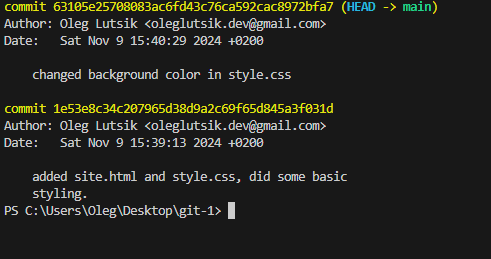 commit 63105e25708083ac6fd43c76ca592cac8972bfa7 (HEAD -> main)
Author: Oleg Lutsik <oleglutsik.dev@gmail.com>
Date:   Sat Nov 9 15:40:29 2024 +0200
changed background color in style.css
commit 1e53e8c34c207965d38d9a2c69f65d845a3f031d
Author: Oleg Lutsik <oleglutsik.dev@gmail.com>
Date:   Sat Nov 9 15:39:13 2024 +0200
added site.html and style.css, did some basic
styling.
PS C:\Users\Oleg\Desktop\git-1>